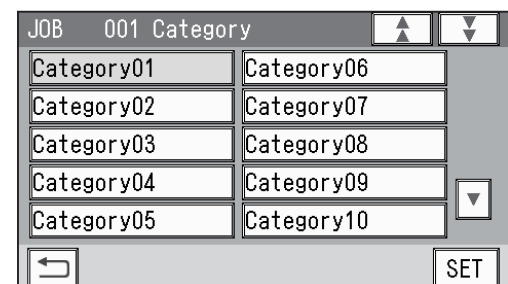 JOB 001 Category
Category01 Category06
Category02 Category07
Category03 Category08
Category04 Category09
Category05 Category10
SET